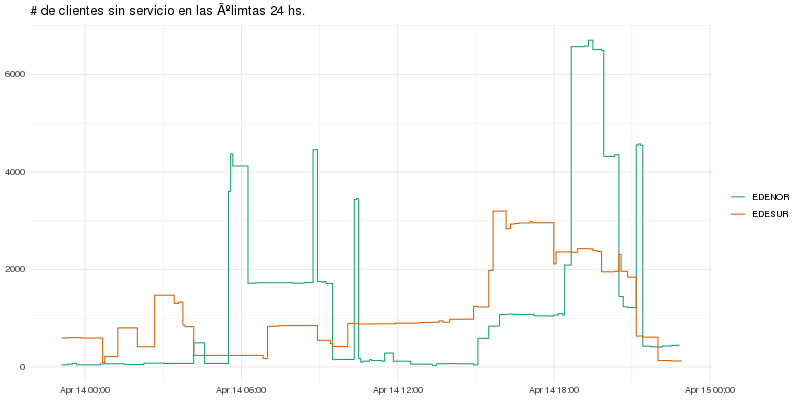 # de clientes sin servicio en las Ãºlimtas 24 hs.
6000
4000
2000
0
Apr 14 00:00
Apr 14 06:00
Apr 14 12:00
Apr 14 18:00
Apr 15 00:00
EDENOR
EDESUR